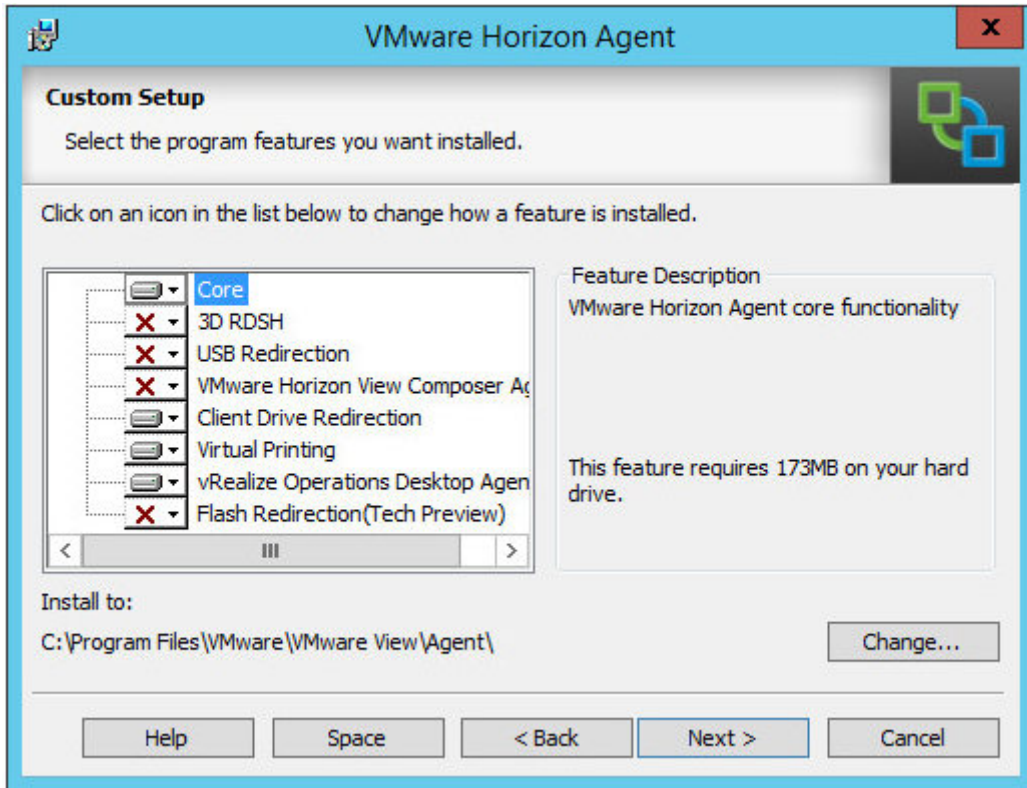 VMware Horizon Agent
x
Custom Setup
Select the program features you want installed.
Click on an icon in the list below to change how a feature is installed.
Core
3D RDSH
USB Redirection
VMware Horizon View Composer Ag
Client Drive Redirection
Virtual Printing
vRealize Operations Desktop Agen
Flash Redirection(Tech Preview)
Feature Description
VMware Horizon Agent core functionality
This feature requires 173MB on your hard
drive.
Install to:
C:\Program Files\VMware\VMware View\Agent\
Change...
Help
Space
< Back
Next >
Cancel